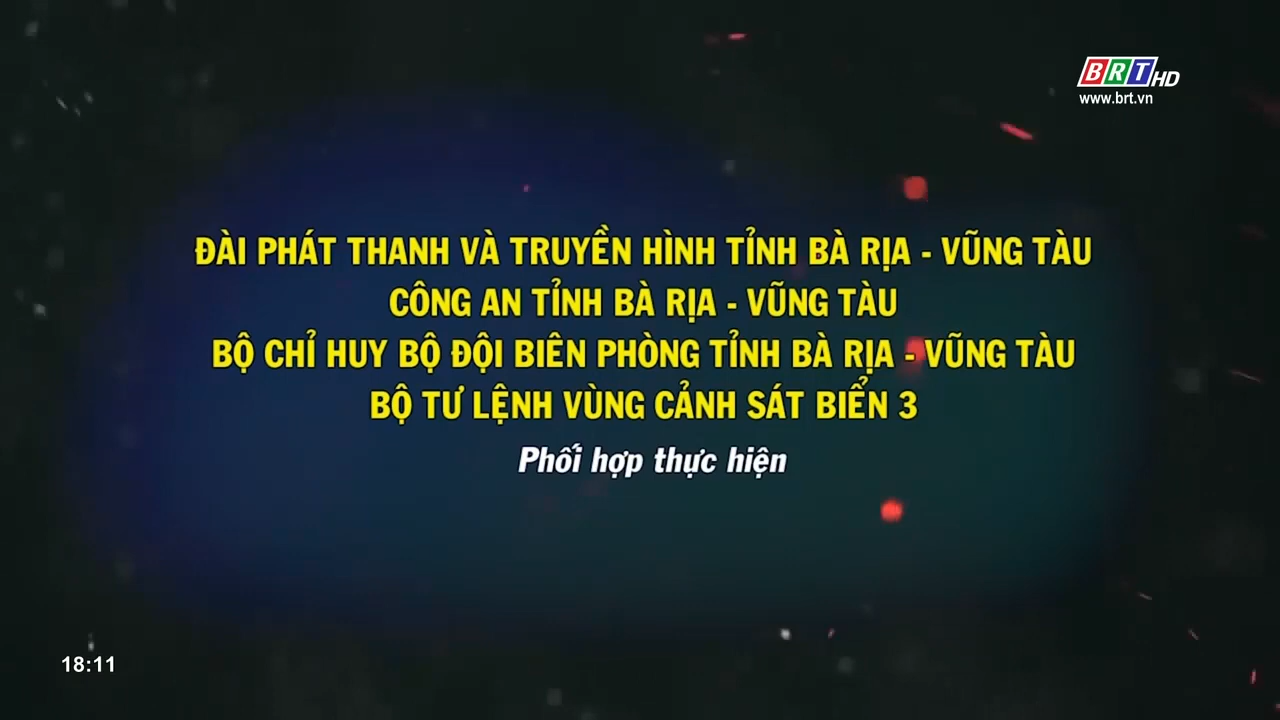 BRT HD
www.brt.vn
ĐÀI PHÁT THANH VÀ TRUYỀN HÌNH TỈNH BÀ RỊA - VŨNG TÀU
CÔNG AN TỈNH BÀ RỊA - VŨNG TÀU
BỘ CHỈ HUY BỘ ĐỘI BIÊN PHÒNG TỈNH BÀ RỊA - VŨNG TÀU
BỘ TƯ LỆNH VÙNG CẢNH SÁT BIỂN 3
Phối hợp thực hiện
18:11